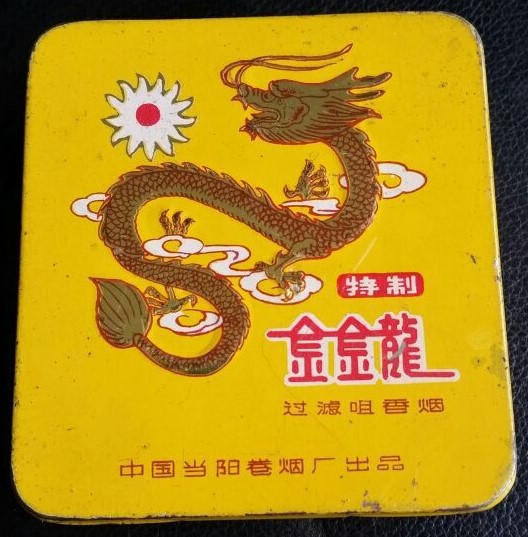 特制
金金龍
过滤咀香烟
中国当阳卷烟厂出品